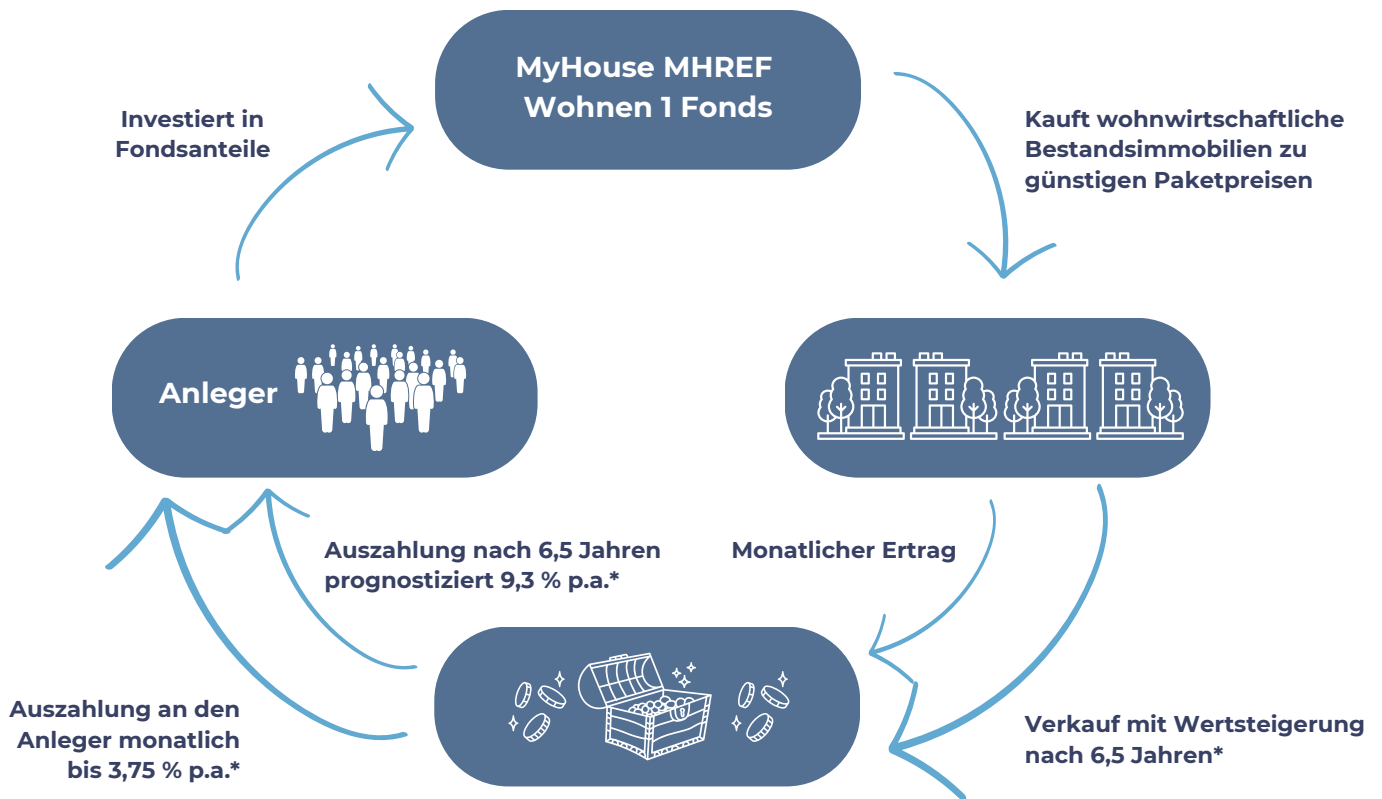 MyHouse MHREF
Wohnen 1 Fonds
Investiert in
Fondsanteile
Kauft wohnwirtschaftliche
Bestandsimmobilien zu
günstigen Paketpreisen
Anleger
Auszahlung nach 6,5 Jahren
prognostiziert 9,3 % p.a.*
Monatlicher Ertrag
Auszahlung an den
Anleger monatlich
bis 3,75 % p.a.*
Verkauf mit Wertsteigerung
nach 6,5 Jahren*